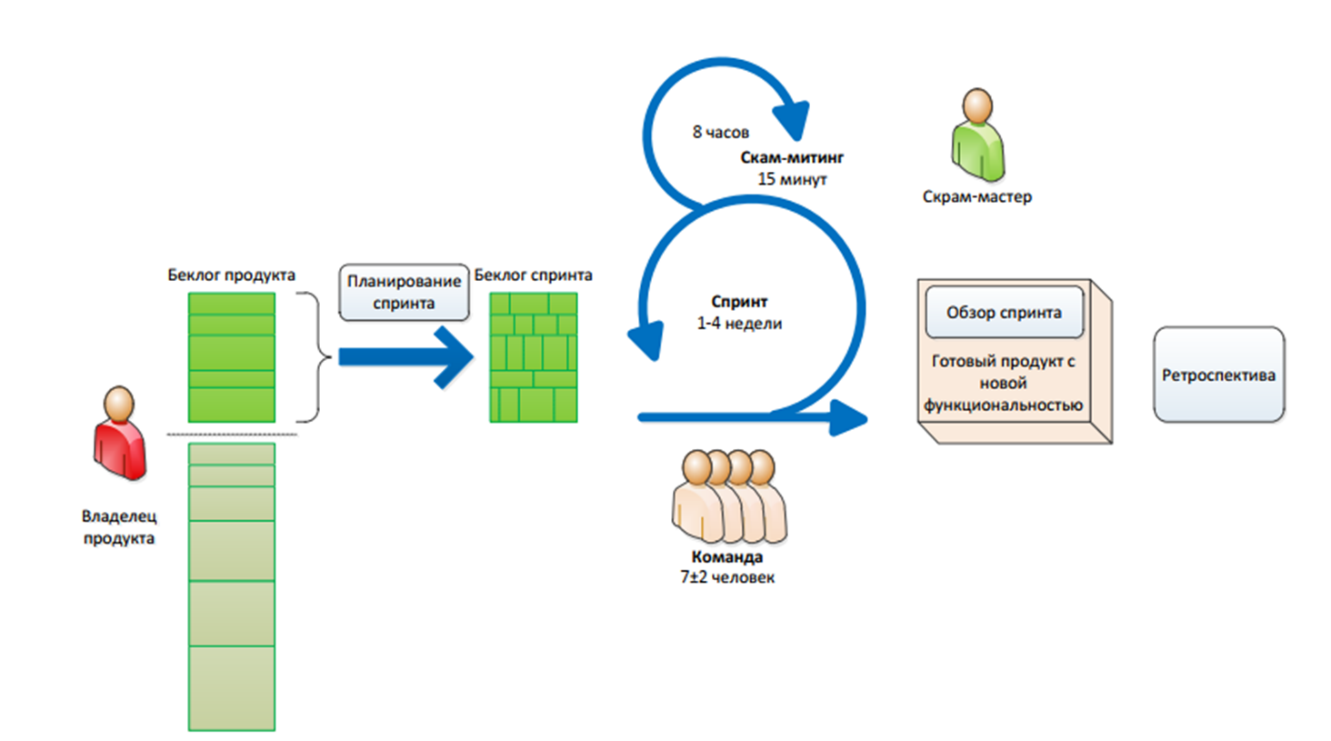 8 часов
Скам-митинг
15 минут
Скрам-мастер
Беклог продукта
Планирование
спринта
Беклог спринта
Спринт
1-4 недели
Обзор спринта
Готовый продукт с
новой
функциональностью
Ретроспектива
Владелец
продукта
Команда
7±2 человек